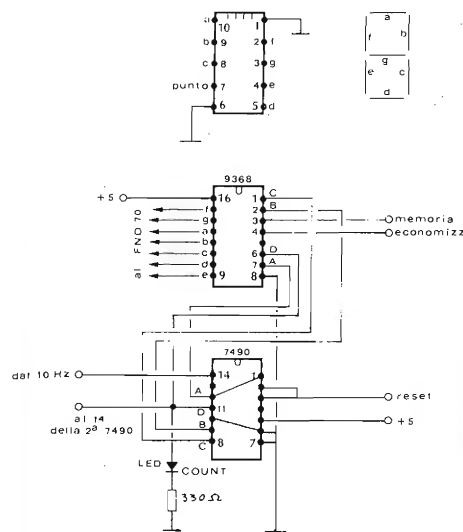 a 10 1
b 9 2 f
c 8 3 g
punto 7 4 e
6 5 d
a
f b
g
e c
d
9368
+5 16 1 C
f 2 B
g 3 memoria
a 4 economizz
b
c 6 D
d 7 A
e 9 8
al FND 70
7490
dai 10 Hz 14 1
A
D 11 reset
al 14
della 2ª 7490
B +5
C 8 7
LED
COUNT
330Ω